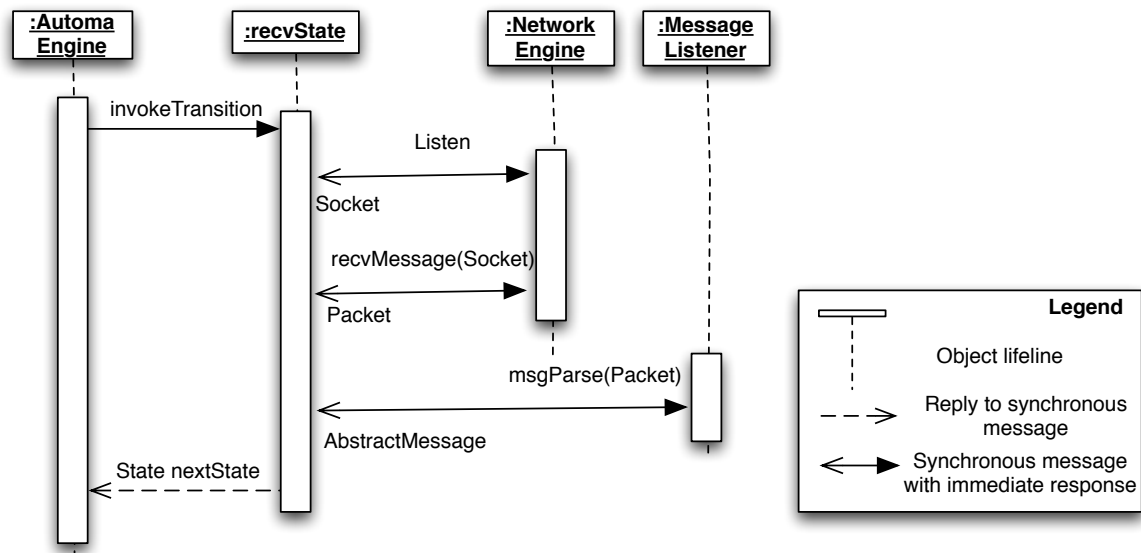 :Automa
Engine
:recvState
:Network
Engine
:Message
Listener
invokeTransition
Listen
Socket
recvMessage(Socket)
Packet
msgParse(Packet)
AbstractMessage
State nextState
Legend
Object lifeline
Reply to synchronous
message
Synchronous message
with immediate response